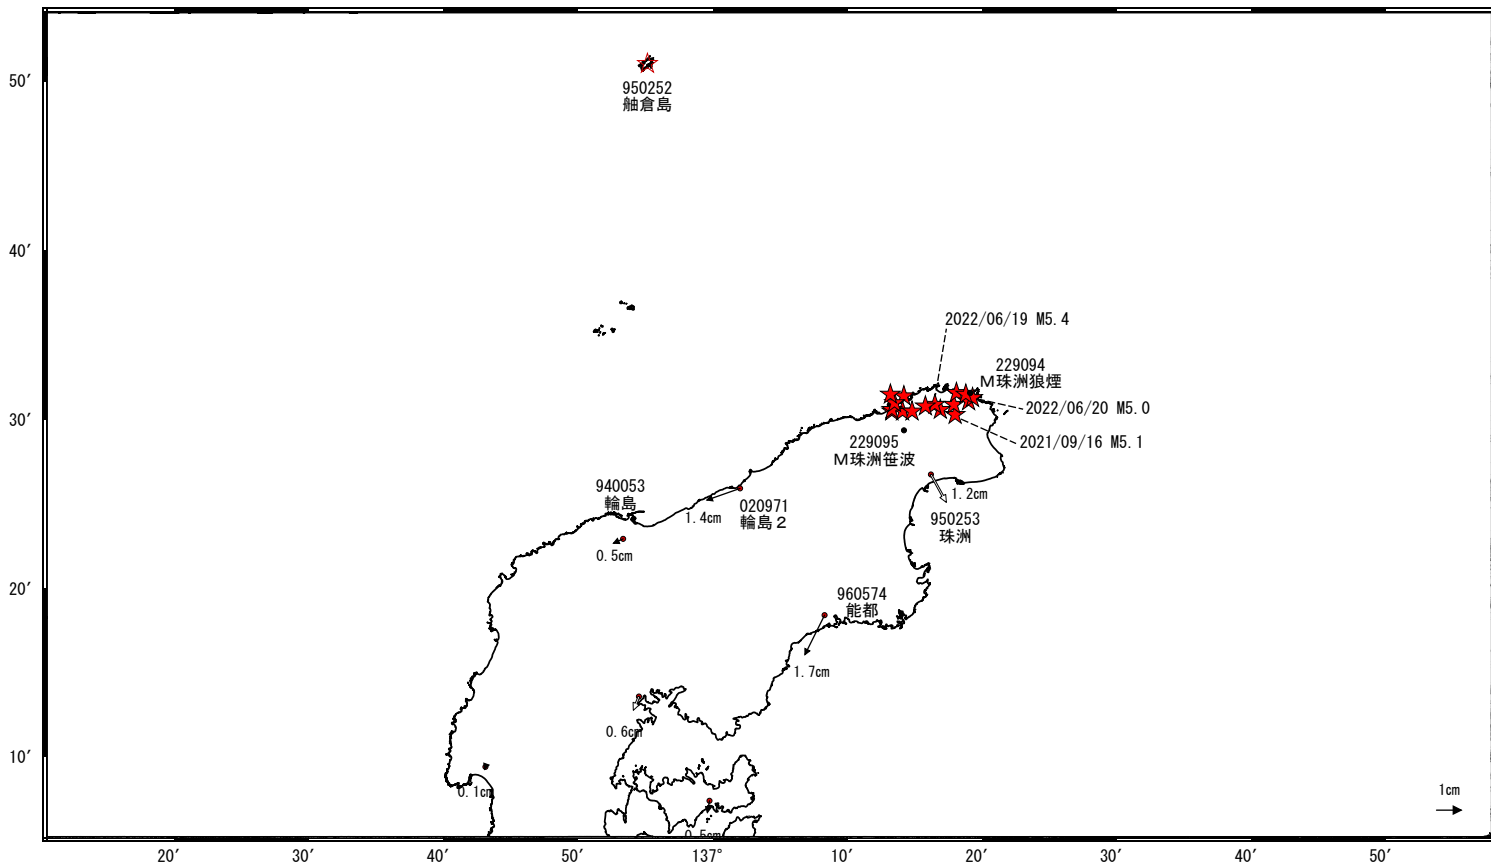 50′
950252
舳倉島
40′
2022/06/19 M5.4
229094
M珠洲狼煙
2022/06/20 M5.0
30′
2021/09/16 M5.1
229095
M珠洲笹波
940053
輪島
1.4cm
020971
輪島2
1.2cm
950253
珠洲
0.5cm
20′
960574
能都
1.7cm
0.6cm
10′
0.1cm
1cm
0.5cm
20′ 30′ 40′ 50′ 137° 10′ 20′ 30′ 40′ 50′